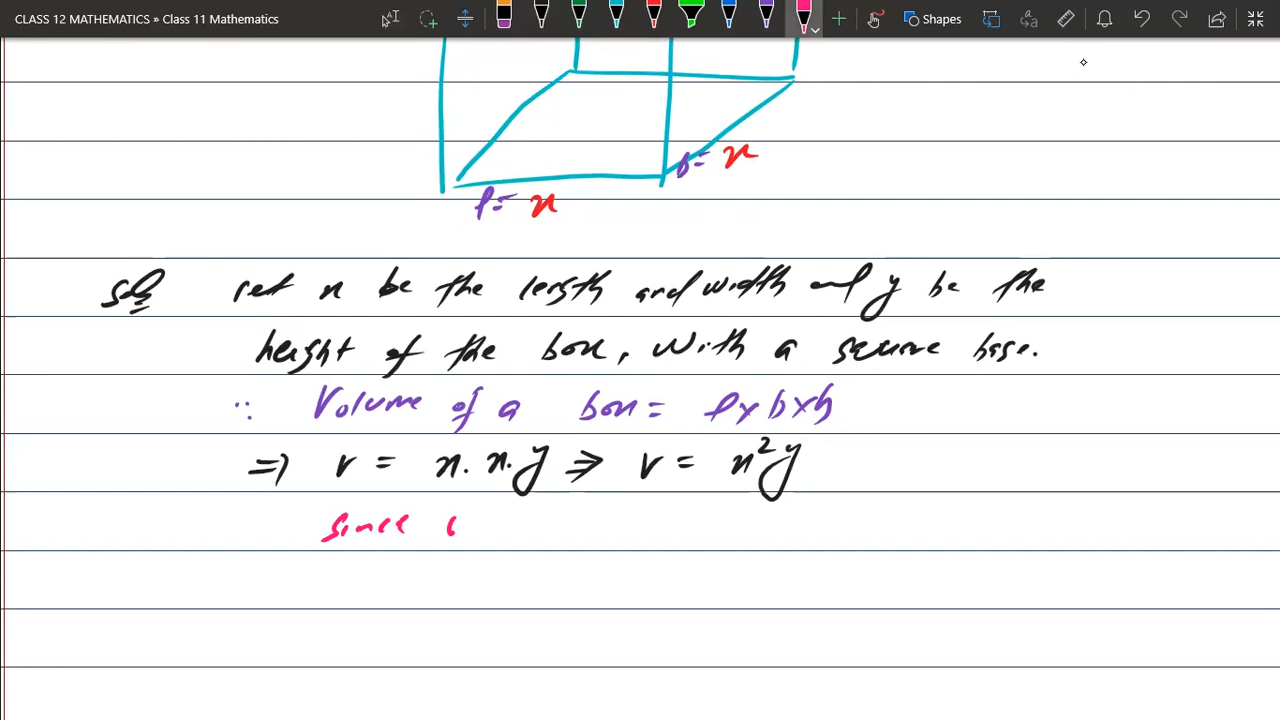 CLASS 12 MATHEMATICS » Class 11 Mathematics
Shapes
b = x
l = x
Soln Let x be the length and width and y be the
height of the box, with a square base.
∵ Volume of a box = l x b x h
=> V = x. x. y => V = x²y
Since